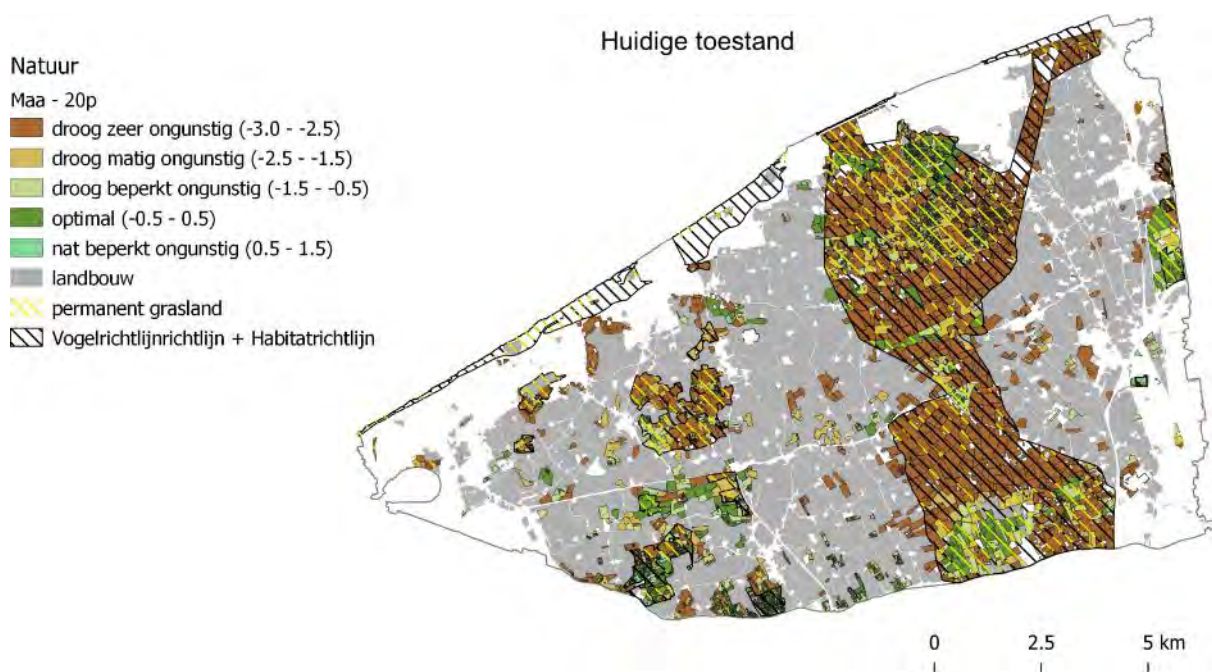 Huidige toestand
Natuur
Maa - 20p
droog zeer ongunstig (-3.0 - -2.5)
droog matig ongunstig (-2.5 - -1.5)
droog beperkt ongunstig (-1.5 - -0.5)
optimal (-0.5 - 0.5)
nat beperkt ongunstig (0.5 - 1.5)
landbouw
permanent grasland
Vogelrichtlijnrichtlijn + Habitatrichtlijn
0 2.5 5 km